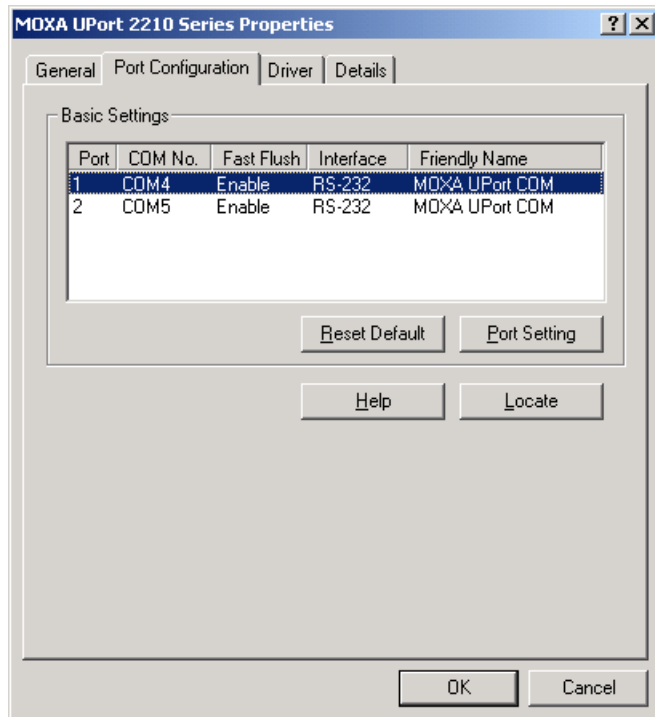 MOXA UPort 2210 Series Properties
General Port Configuration Driver Details
Basic Settings
Port COM No. Fast Flush Interface Friendly Name
1 COM4 Enable RS-232 MOXA UPort COM
2 COM5 Enable RS-232 MOXA UPort COM
Reset Default Port Setting
Help Locate
OK Cancel